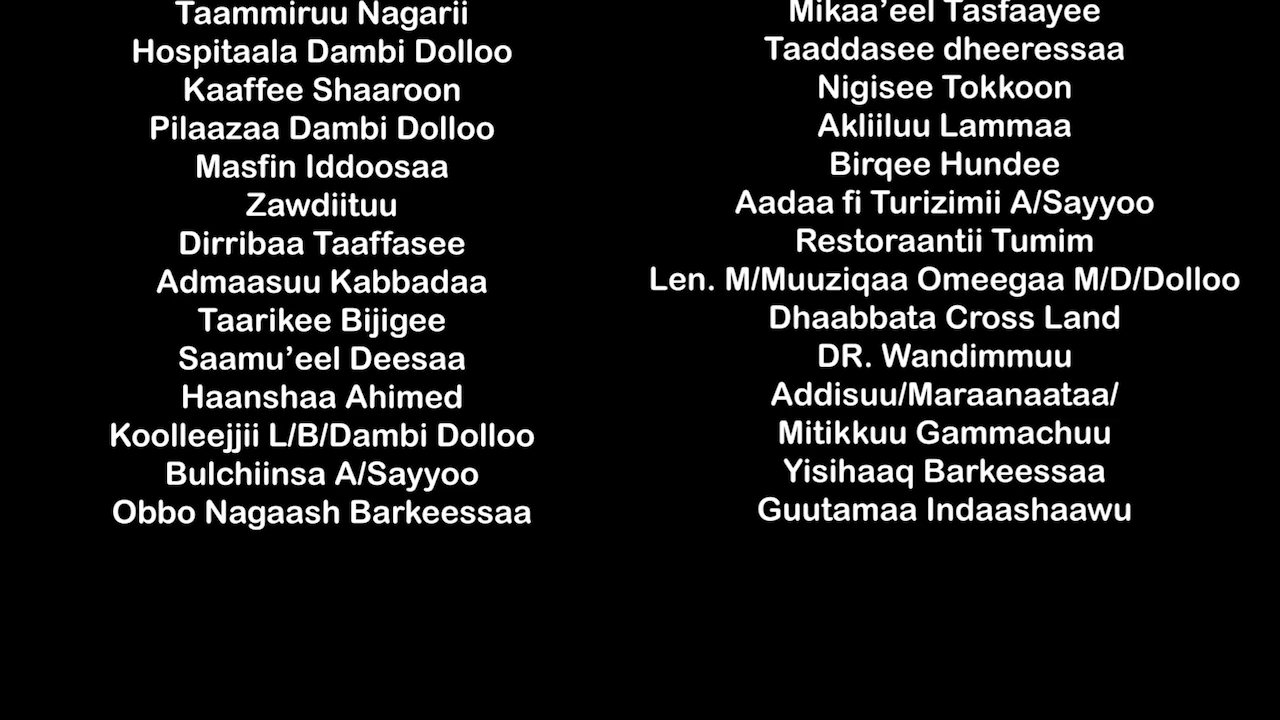 Taammiruu Nagarii
Hospitaala Dambi Dolloo
Kaaffee Shaaroon
Pilaazaa Dambi Dolloo
Masfin Iddoosaa
Zawdiituu
Dirribaa Taaffasee
Admaasuu Kabbadaa
Taarikee Bijigee
Saamu’eel Deesaa
Haanshaa Ahimed
Koolleejjii L/B/Dambi Dolloo
Bulchiinsa A/Sayyoo
Obbo Nagaash Barkeessaa
Mikaa’eel Tasfaayee
Taaddasee dheeressaa
Nigisee Tokkoon
Akliiluu Lammaa
Birqee Hundee
Aadaa fi Turizimii A/Sayyoo
Restoraantii Tumim
Len. M/Muuziqaa Omeegaa M/D/Dolloo
Dhaabbata Cross Land
DR. Wandimmuu
Addisuu/Maraanaataa/
Mitikkuu Gammachuu
Yisihaaq Barkeessaa
Guutamaa Indaashaawu